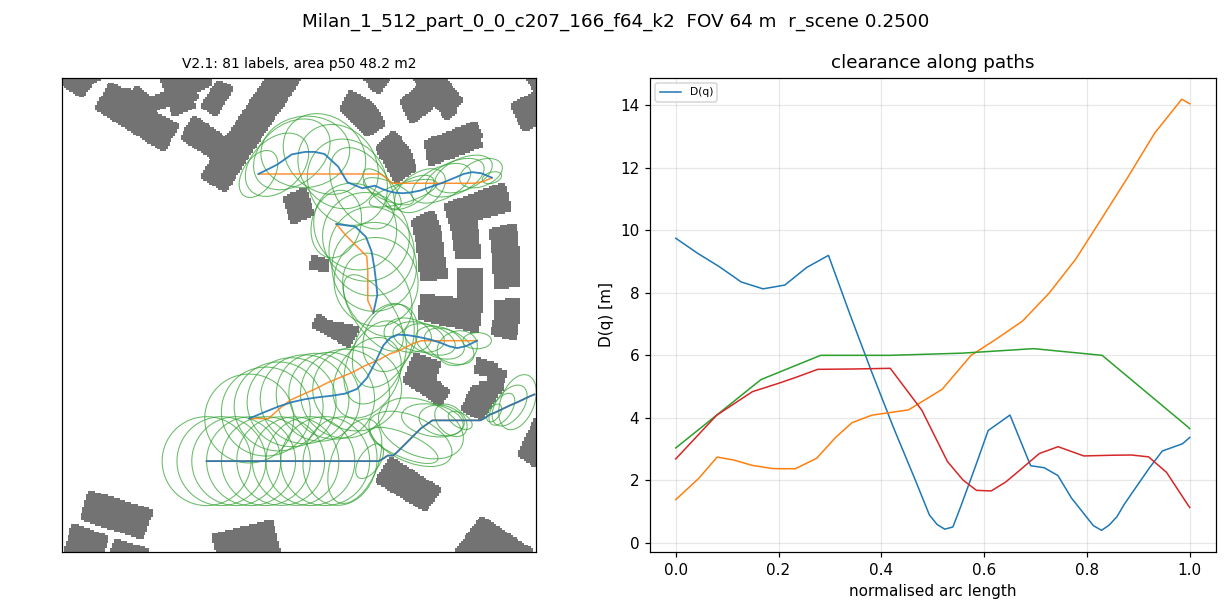 Milan_1_512_part_0_0_c207_166_f64_k2  FOV 64 m  r_scene 0.2500
V2.1: 81 labels, area p50 48.2 m2
clearance along paths
D(q)
14
12
10
8
6
4
2
0
D(q) [m]
0.0 0.2 0.4 0.6 0.8 1.0
normalised arc length